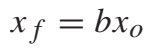 x_f = bx_o